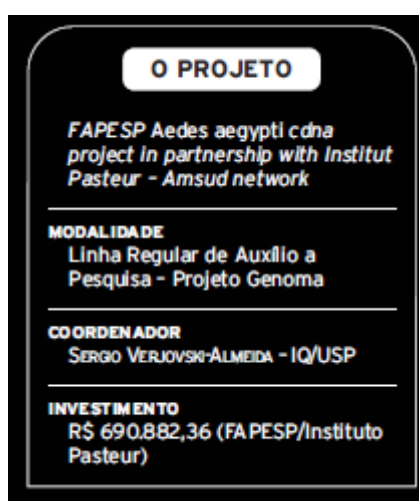 O PROJETO
FAPESP Aedes aegypti cdna
project in partnership with Institut
Pasteur – Amsud network
MODALIDADE
Linha Regular de Auxílio a
Pesquisa – Projeto Genoma
COORDENADOR
SERGIO VERJOVSKI-ALMEIDA – IQ/USP
INVESTIMENTO
R$ 690.882,36 (FAPESP/Instituto
Pasteur)